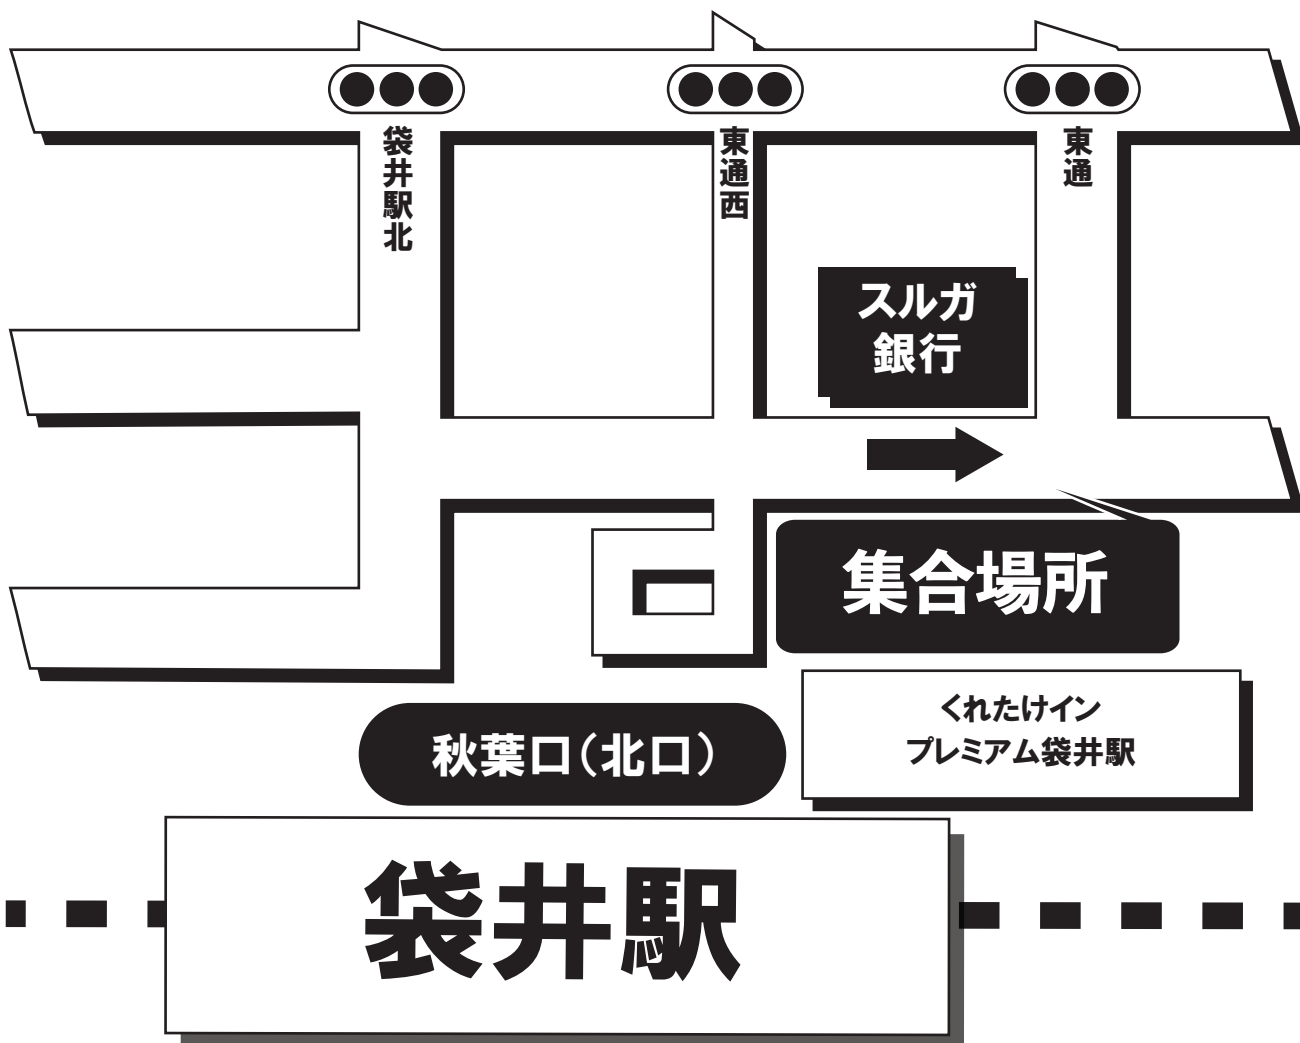 袋井駅北
東通西
東通
スルガ
銀行
集合場所
くれたけイン
プレミアム袋井駅
秋葉口（北口）
袋井駅